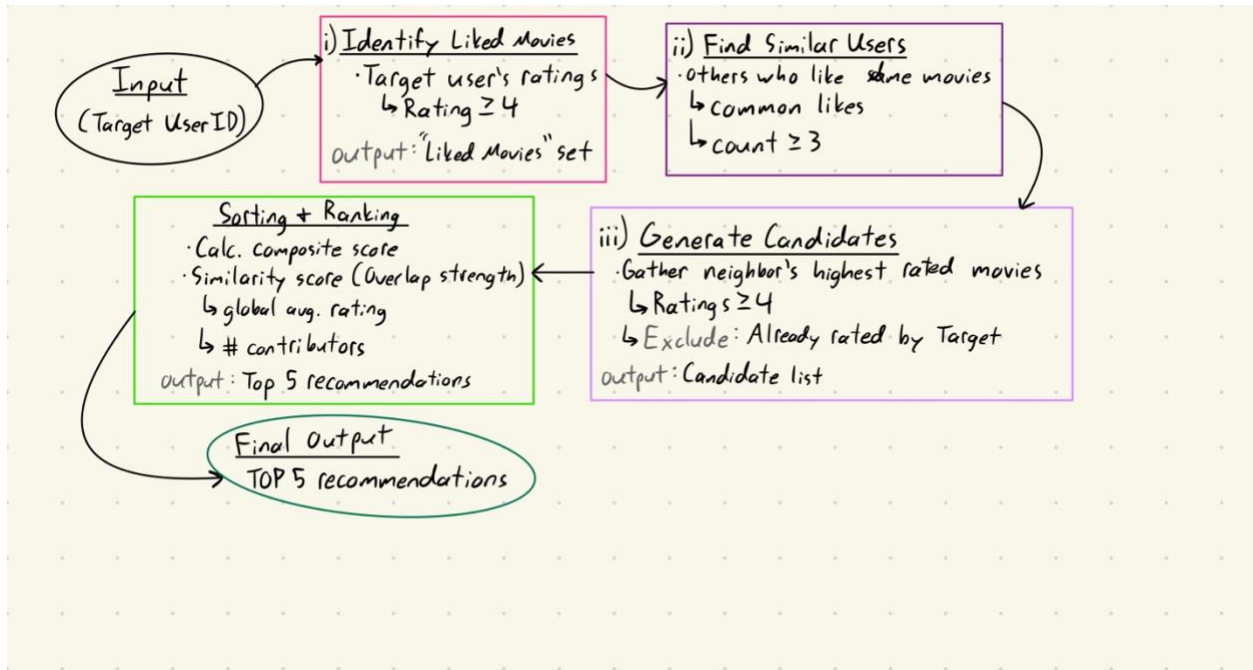 Input
(Target User ID)
i) Identify Liked Movies
· Target user's ratings
↳ Rating ≥ 4
output: "Liked Movies" set
ii) Find Similar Users
· others who like same movies
↳ common likes
↳ count ≥ 3
iii) Generate Candidates
· Gather neighbor's highest rated movies
↳ Ratings ≥ 4
↳ Exclude: Already rated by Target
output: Candidate list
Sorting + Ranking
· Calc. composite score
· Similarity score (Overlap strength)
↳ global avg. rating
↳ # contributors
output: Top 5 recommendations
Final Output
TOP 5 recommendations